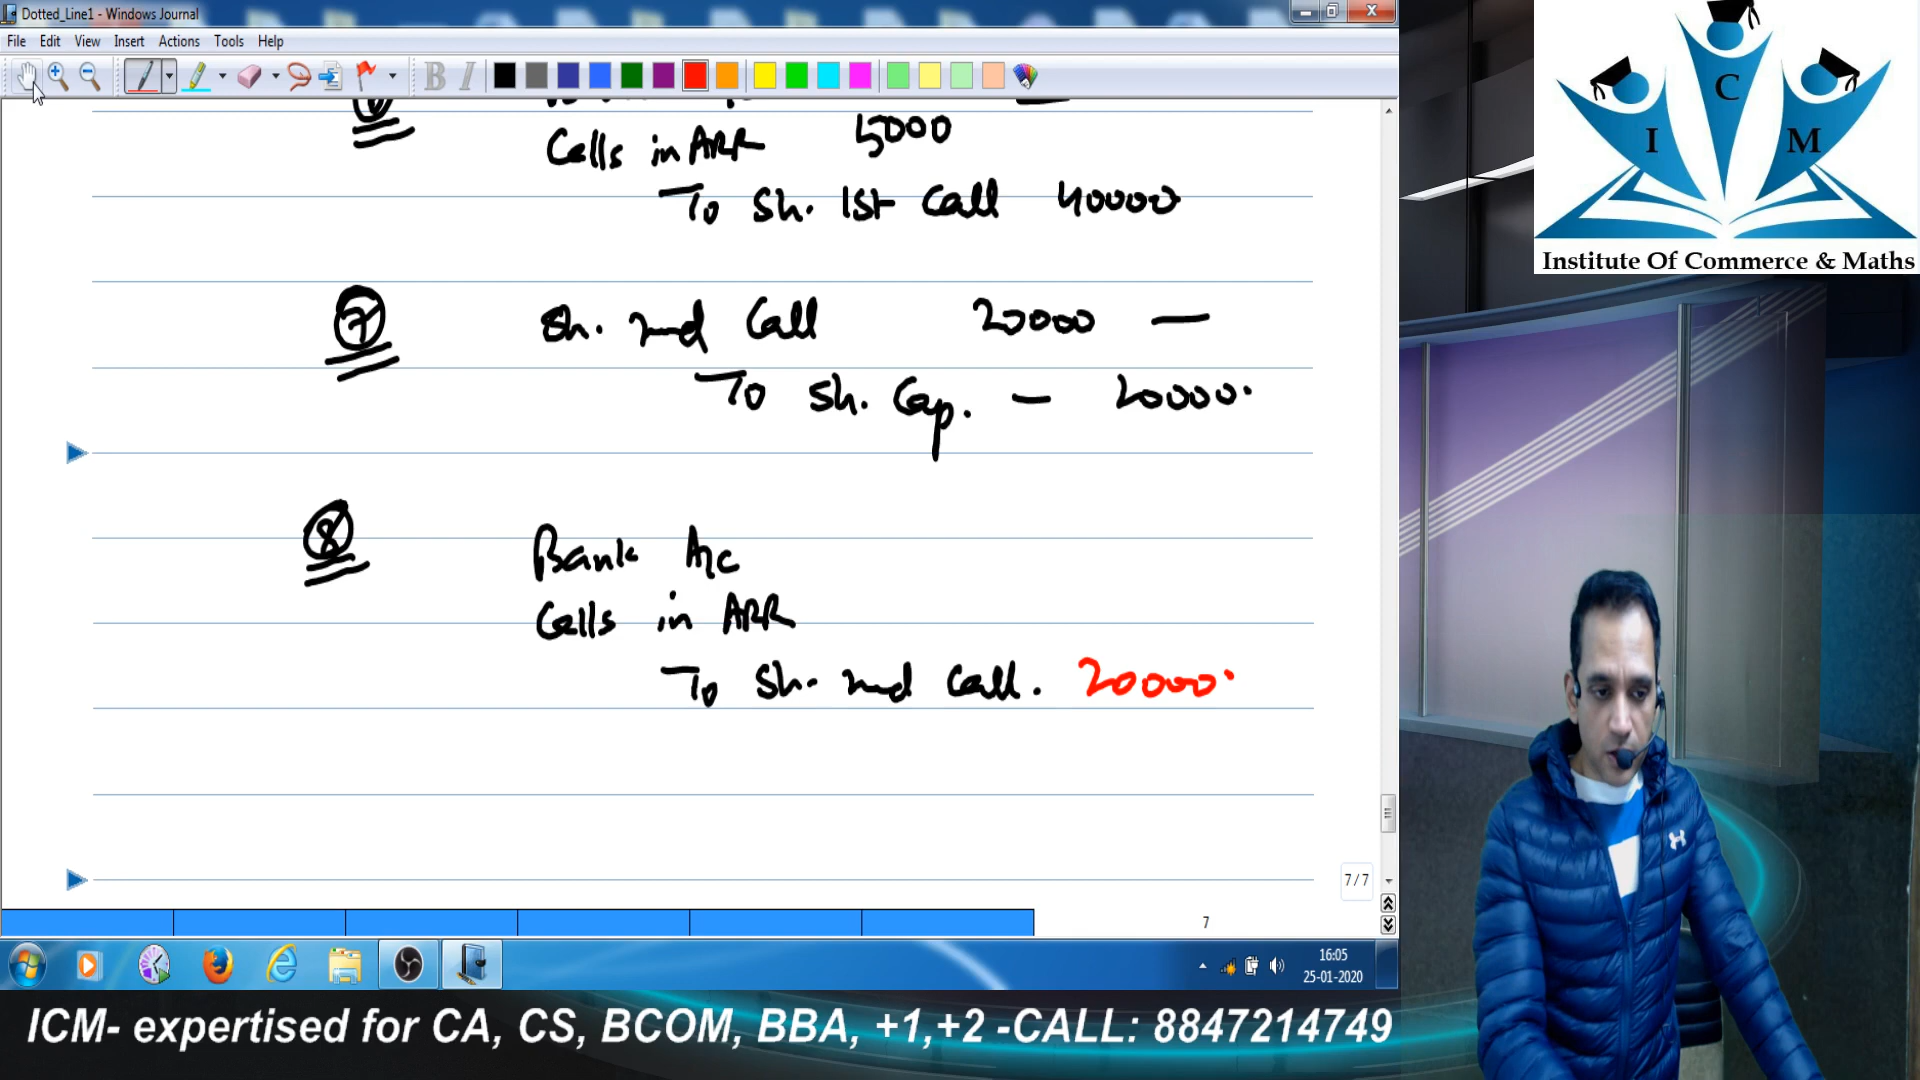 Dotted_Line1 - Windows Journal
File Edit View Insert Actions Tools Help
B I
6
Calls in ARR 5000
To Sh. 1st Call 40000
7 Sh. 2nd Call 20000 —
To Sh. Cap. — 20000.
8 Bank A/c
Calls in ARR
To Sh. 2nd Call. 20000.
7/7
7
16:05
25-01-2020
I C M
Institute Of Commerce & Maths
ICM- expertised for CA, CS, BCOM, BBA, +1,+2 -CALL: 8847214749